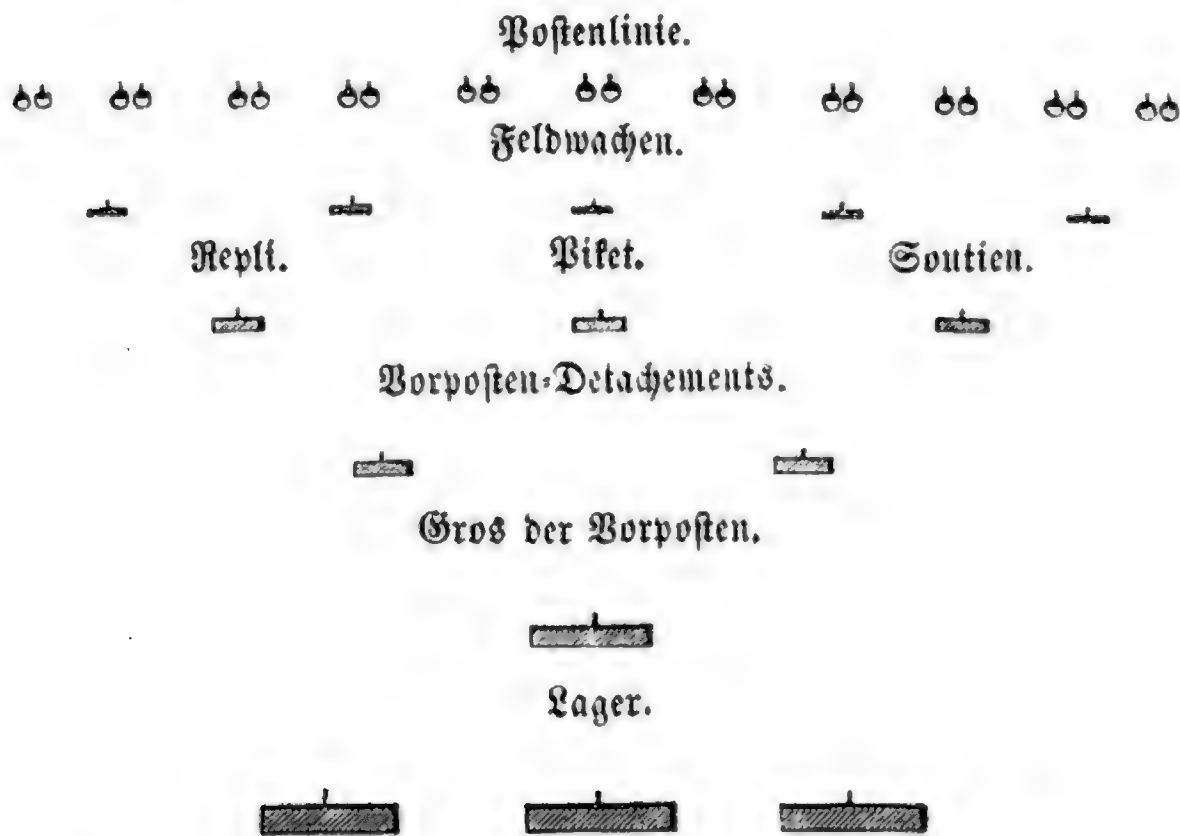 Postenlinie.
Feldwachen.
Repli. Piket. Soutien.
Vorposten-Detachements.
Gros der Vorposten.
Lager.